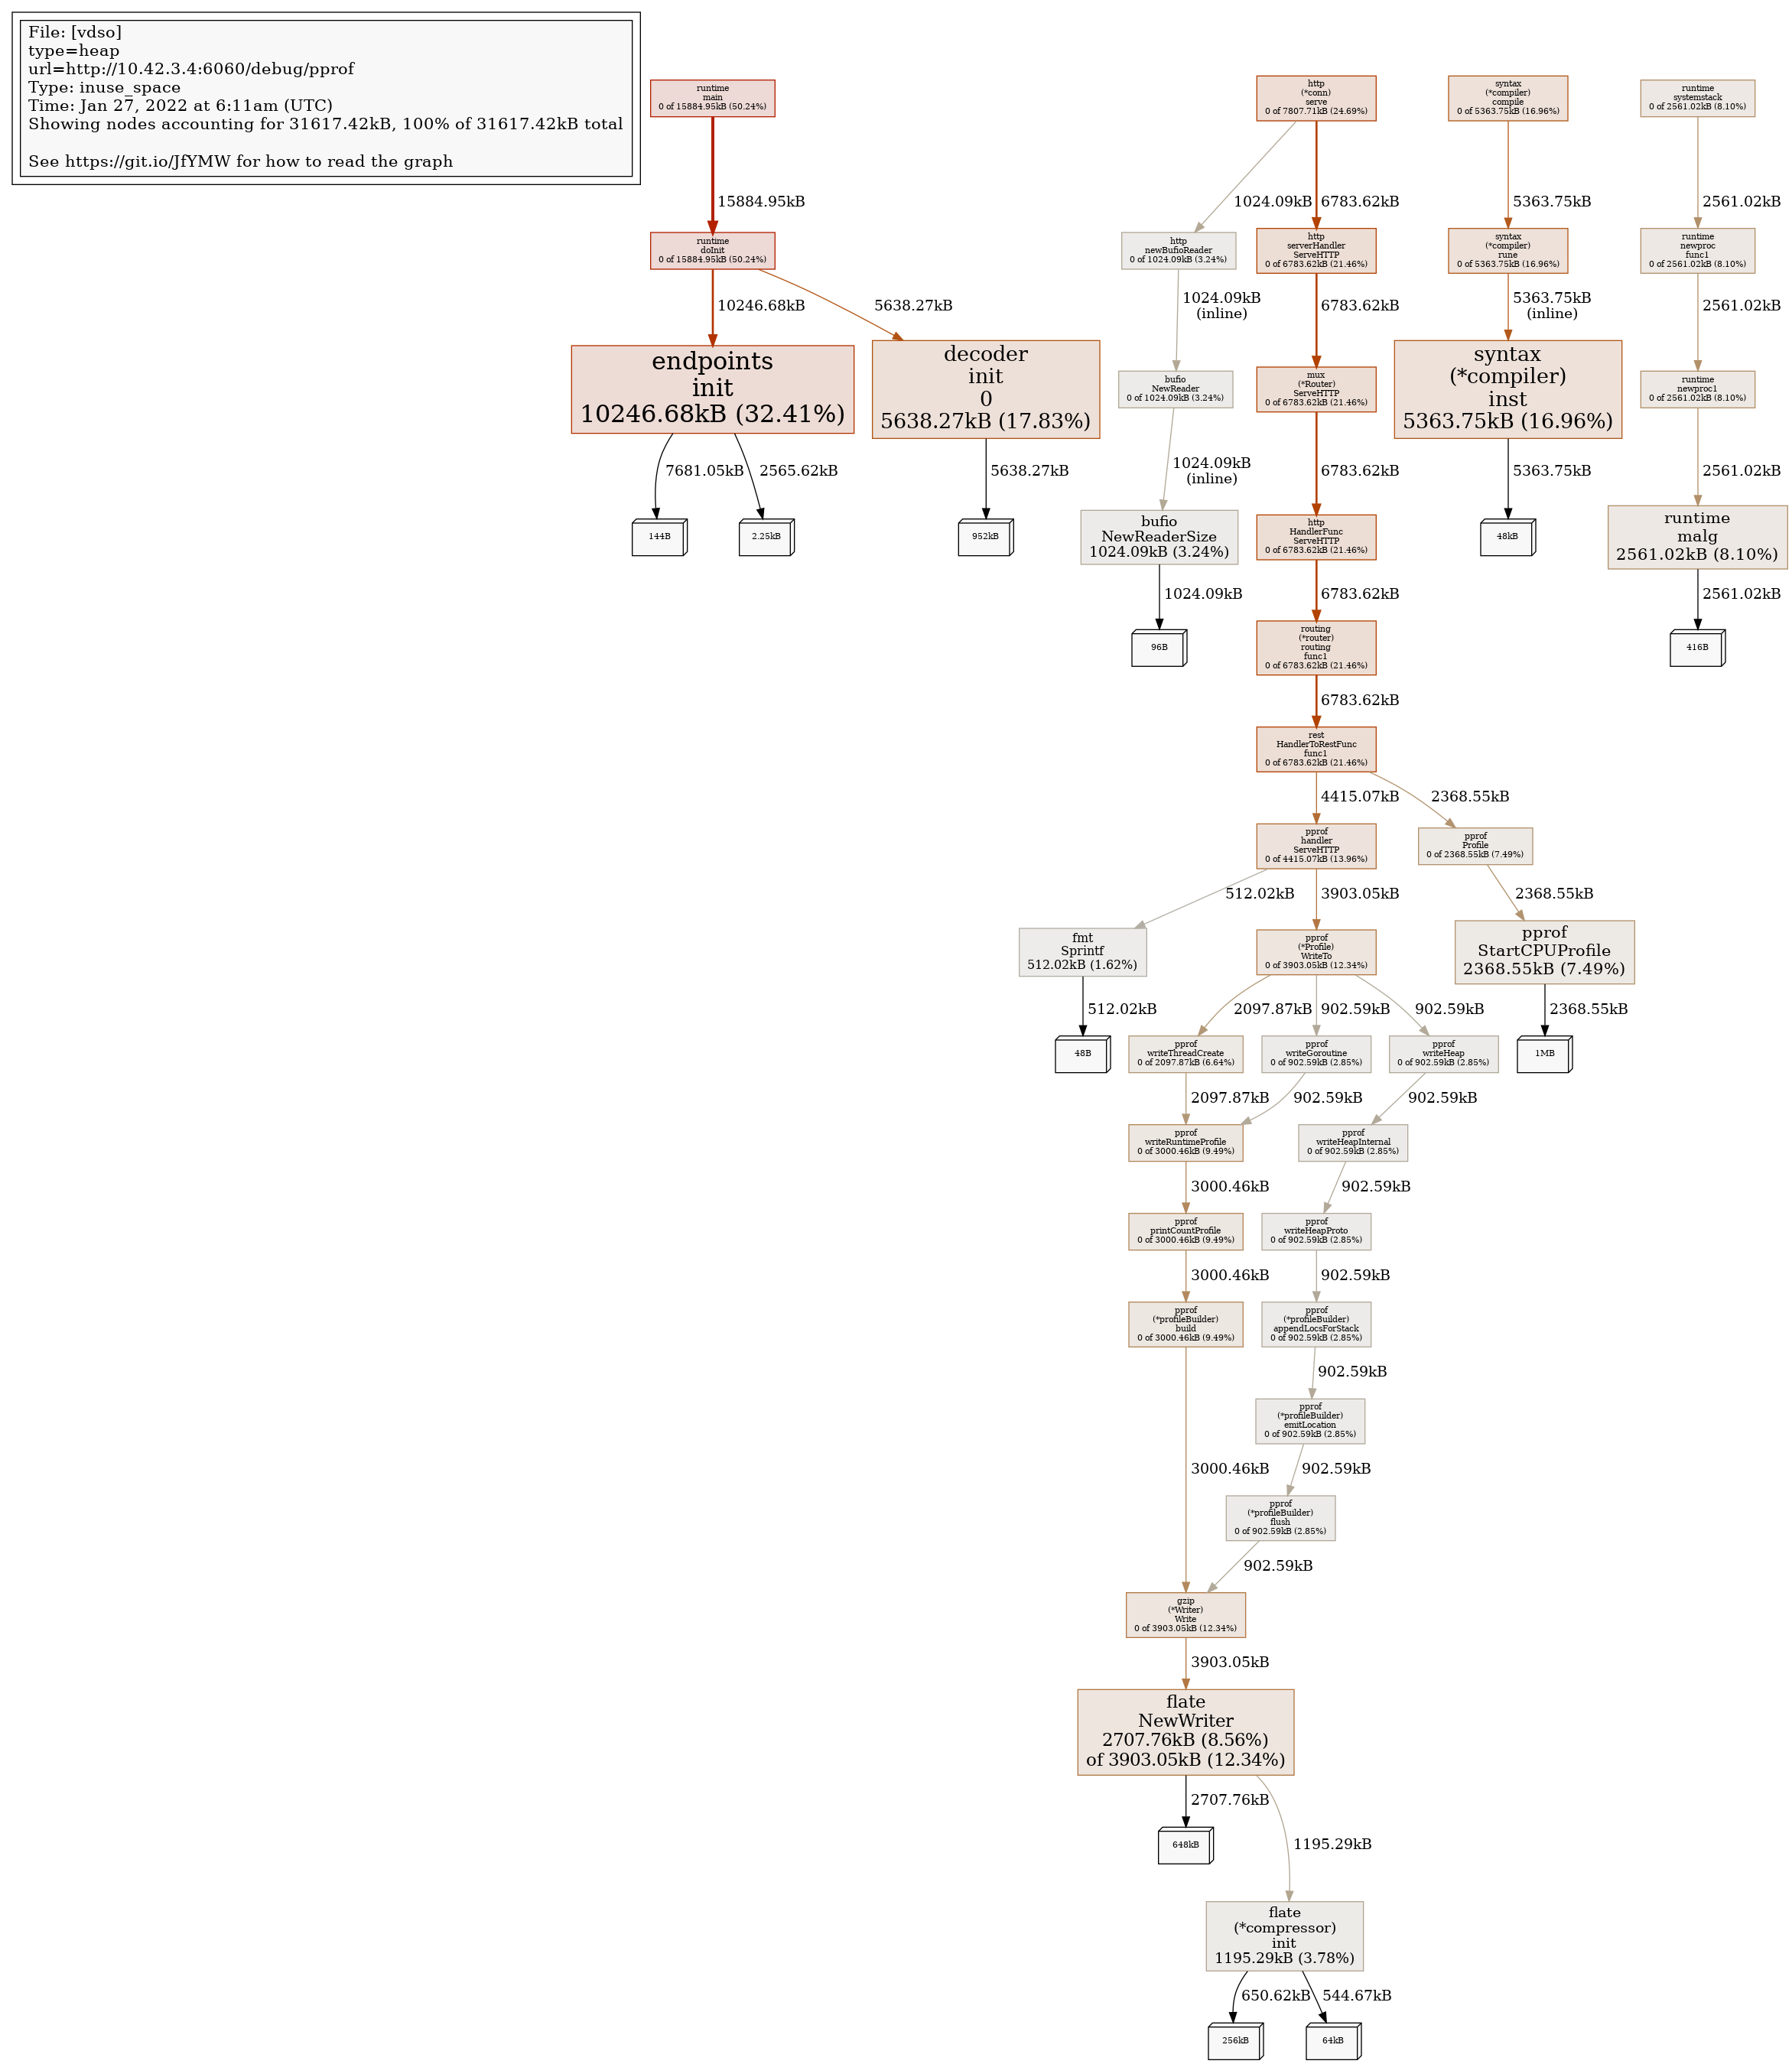 File: [vdso]
type=heap
url=http://10.42.3.4:6060/debug/pprof
Type: inuse_space
Time: Jan 27, 2022 at 6:11am (UTC)
Showing nodes accounting for 31617.42kB, 100% of 31617.42kB total
See https://git.io/JfYMW for how to read the graph
runtime
main
0 of 15884.95kB (50.24%)
15884.95kB
runtime
doInit
0 of 15884.95kB (50.24%)
10246.68kB
5638.27kB
endpoints
init
10246.68kB (32.41%)
7681.05kB
2565.62kB
144B
2.25kB
decoder
init
0
5638.27kB (17.83%)
5638.27kB
952kB
http
(*conn)
serve
0 of 7807.71kB (24.69%)
1024.09kB
6783.62kB
http
newBufioReader
0 of 1024.09kB (3.24%)
1024.09kB
(inline)
bufio
NewReader
0 of 1024.09kB (3.24%)
1024.09kB
(inline)
bufio
NewReaderSize
1024.09kB (3.24%)
1024.09kB
96B
http
serverHandler
ServeHTTP
0 of 6783.62kB (21.46%)
6783.62kB
mux
(*Router)
ServeHTTP
0 of 6783.62kB (21.46%)
6783.62kB
http
HandlerFunc
ServeHTTP
0 of 6783.62kB (21.46%)
6783.62kB
routing
(*router)
routing
func1
0 of 6783.62kB (21.46%)
6783.62kB
rest
HandlerToRestFunc
func1
0 of 6783.62kB (21.46%)
4415.07kB
2368.55kB
pprof
handler
ServeHTTP
0 of 4415.07kB (13.96%)
512.02kB
3903.05kB
pprof
Profile
0 of 2368.55kB (7.49%)
2368.55kB
fmt
Sprintf
512.02kB (1.62%)
512.02kB
48B
pprof
(*Profile)
WriteTo
0 of 3903.05kB (12.34%)
2097.87kB
902.59kB
902.59kB
pprof
StartCPUProfile
2368.55kB (7.49%)
2368.55kB
1MB
pprof
writeThreadCreate
0 of 2097.87kB (6.64%)
2097.87kB
pprof
writeGoroutine
0 of 902.59kB (2.85%)
902.59kB
pprof
writeHeap
0 of 902.59kB (2.85%)
902.59kB
pprof
writeRuntimeProfile
0 of 3000.46kB (9.49%)
3000.46kB
pprof
writeHeapInternal
0 of 902.59kB (2.85%)
902.59kB
pprof
printCountProfile
0 of 3000.46kB (9.49%)
3000.46kB
pprof
writeHeapProto
0 of 902.59kB (2.85%)
902.59kB
pprof
(*profileBuilder)
build
0 of 3000.46kB (9.49%)
3000.46kB
pprof
(*profileBuilder)
appendLocsForStack
0 of 902.59kB (2.85%)
902.59kB
pprof
(*profileBuilder)
emitLocation
0 of 902.59kB (2.85%)
902.59kB
pprof
(*profileBuilder)
flush
0 of 902.59kB (2.85%)
902.59kB
gzip
(*Writer)
Write
0 of 3903.05kB (12.34%)
3903.05kB
flate
NewWriter
2707.76kB (8.56%)
of 3903.05kB (12.34%)
2707.76kB
648kB
1195.29kB
flate
(*compressor)
init
1195.29kB (3.78%)
650.62kB
544.67kB
256kB
64kB
syntax
(*compiler)
compile
0 of 5363.75kB (16.96%)
5363.75kB
syntax
(*compiler)
rune
0 of 5363.75kB (16.96%)
5363.75kB
(inline)
syntax
(*compiler)
inst
5363.75kB (16.96%)
5363.75kB
48kB
runtime
systemstack
0 of 2561.02kB (8.10%)
2561.02kB
runtime
newproc
func1
0 of 2561.02kB (8.10%)
2561.02kB
runtime
newproc1
0 of 2561.02kB (8.10%)
2561.02kB
runtime
malg
2561.02kB (8.10%)
2561.02kB
416B